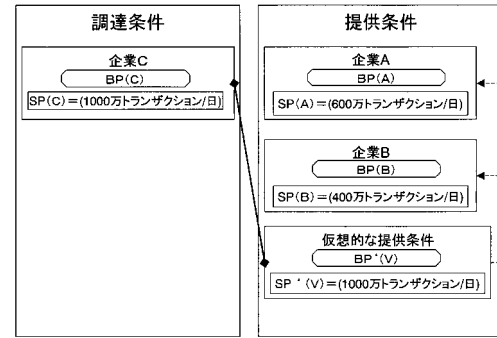 調達条件
企業C
BP(C)
SP(C)=(1000万トランザクション/日)
提供条件
企業A
BP(A)
SP(A)=(600万トランザクション/日)
企業B
BP(B)
SP(B)=(400万トランザクション/日)
仮想的な提供条件
BP'(V)
SP'(V)=(1000万トランザクション/日)